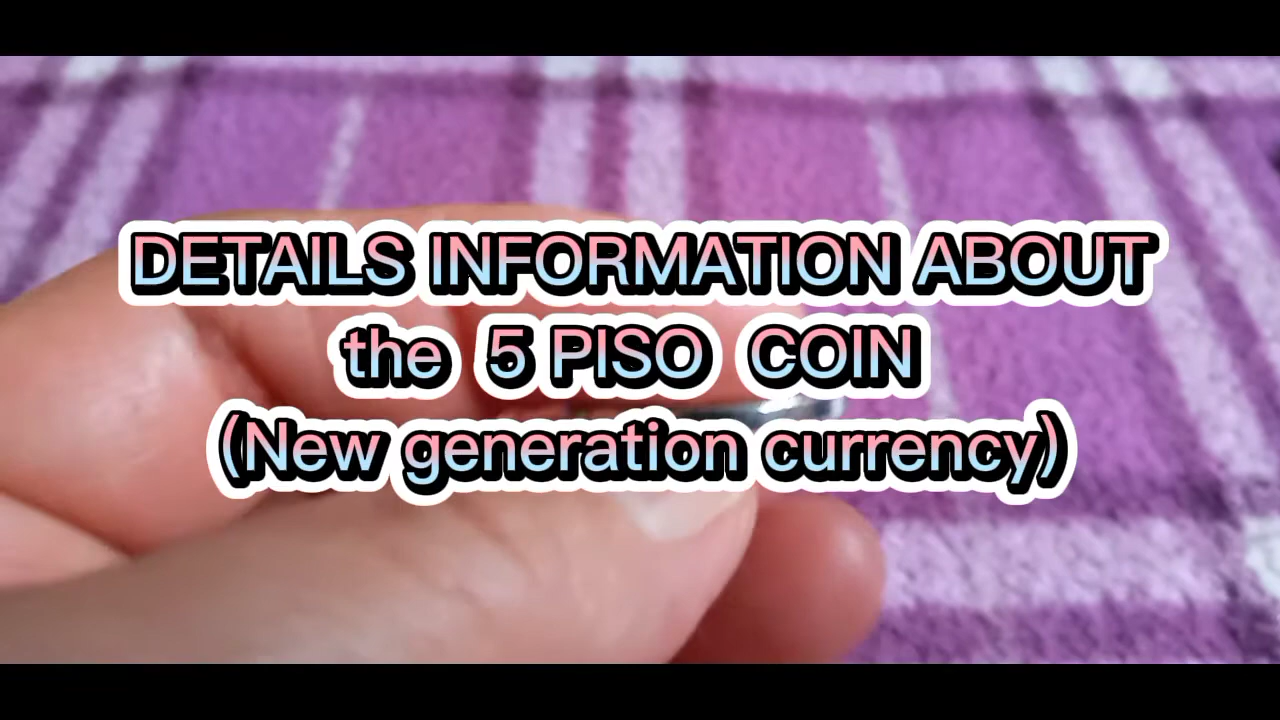 DETAILS INFORMATION ABOUT
the 5 PISO COIN
(New generation currency)